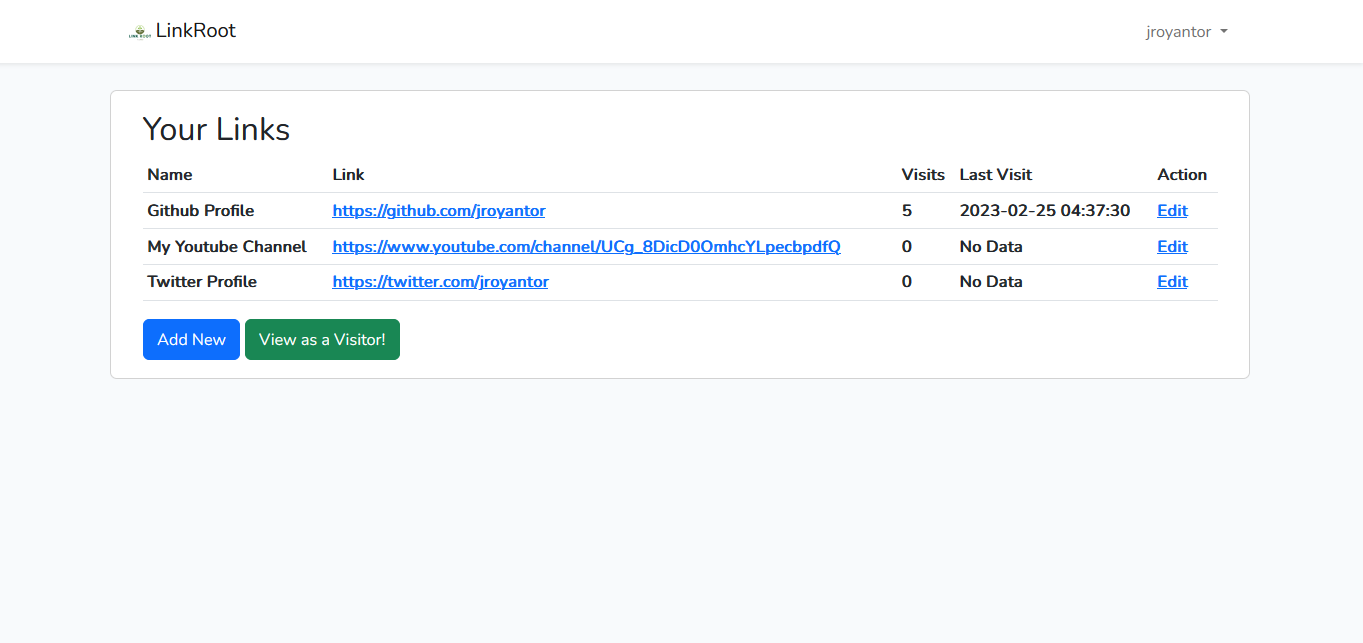 LINK ROOT LinkRoot jroyantor
Your Links
Name Link Visits Last Visit Action
Github Profile https://github.com/jroyantor 5 2023-02-25 04:37:30 Edit
My Youtube Channel https://www.youtube.com/channel/UCg_8DicD0OmhcYLpecbpdfQ 0 No Data Edit
Twitter Profile https://twitter.com/jroyantor 0 No Data Edit
Add New View as a Visitor!